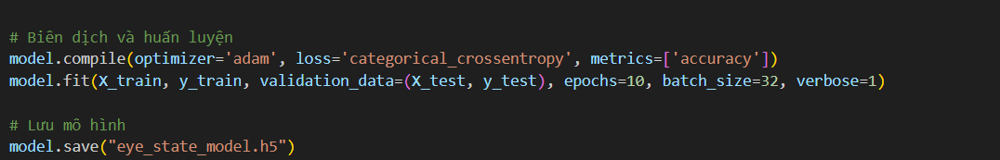 # Biên dịch và huấn luyện
model.compile(optimizer='adam', loss='categorical_crossentropy', metrics=['accuracy'])
model.fit(X_train, y_train, validation_data=(X_test, y_test), epochs=10, batch_size=32, verbose=1)
# Lưu mô hình
model.save("eye_state_model.h5")